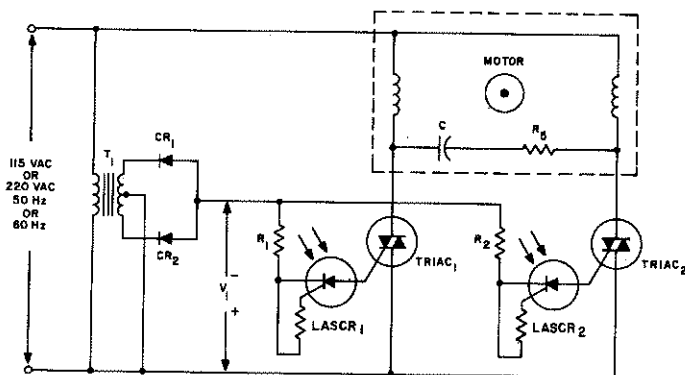 MOTOR
C
R5
115 VAC
OR
220 VAC
50 Hz
OR
60 Hz
T1
CR1
CR2
V1
−
+
R1
LASCR1
TRIAC1
R2
LASCR2
TRIAC2